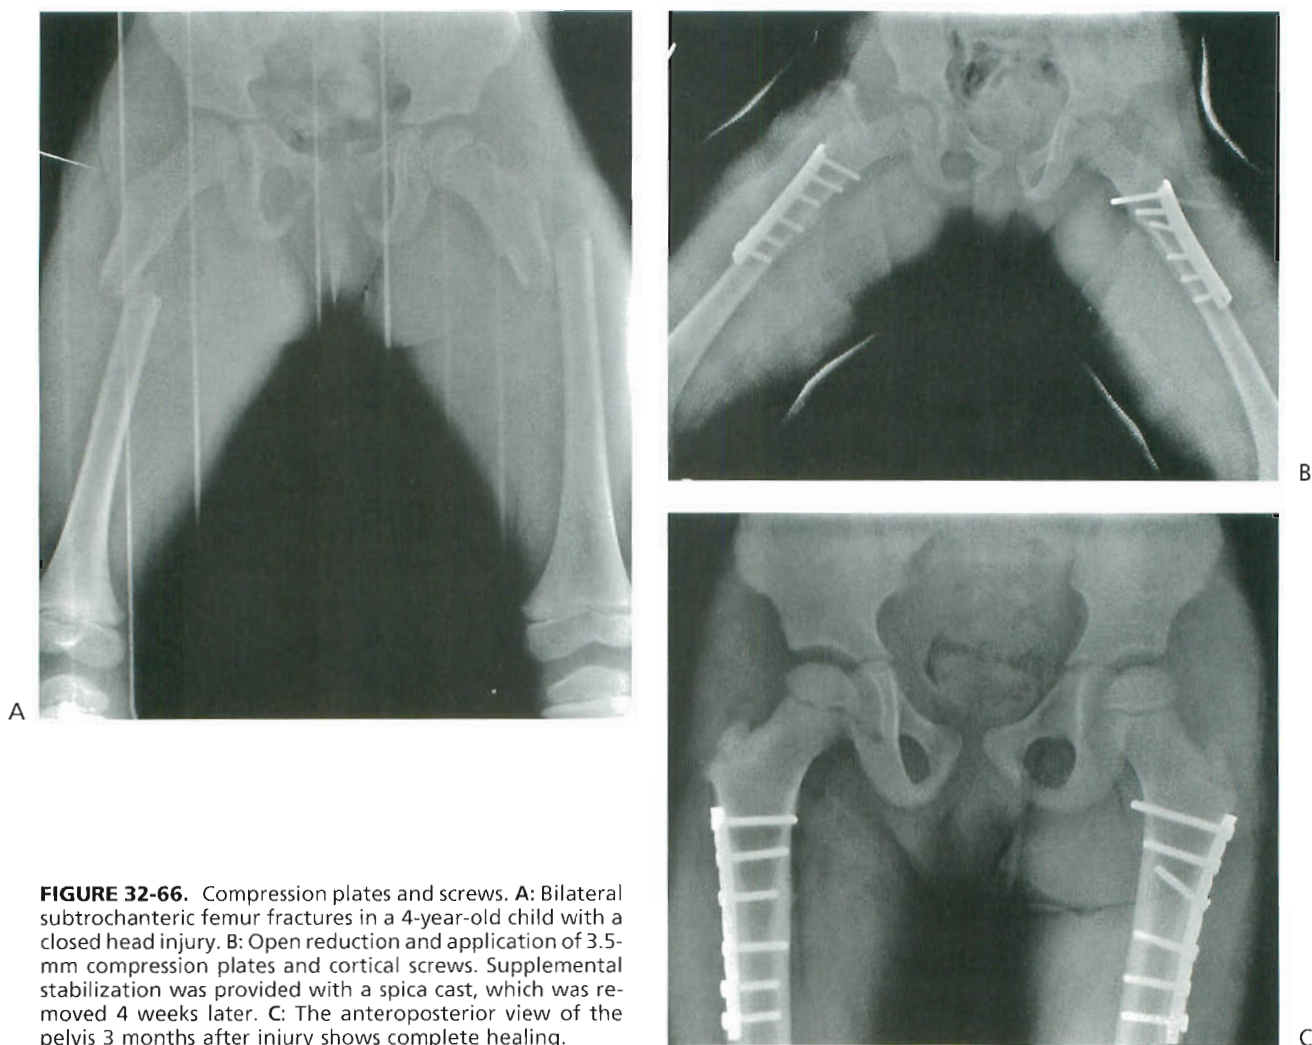 A
B
C
FIGURE 32-66. Compression plates and screws. A: Bilateral
subtrochanteric femur fractures in a 4-year-old child with a
closed head injury. B: Open reduction and application of 3.5-
mm compression plates and cortical screws. Supplemental
stabilization was provided with a spica cast, which was re-
moved 4 weeks later. C: The anteroposterior view of the
pelvis 3 months after injury shows complete healing.